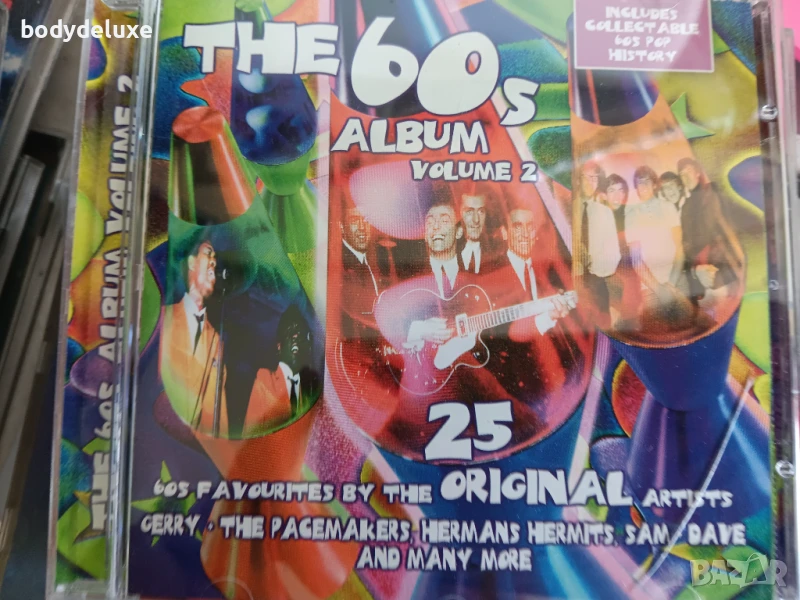 bodydeluxe
INCLUDES
COLLECTABLE
60S POP
HISTORY
THE 60s
ALBUM
VOLUME 2
THE 60s ALBUM VOLUME 2
25
60S FAVOURITES BY THE ORIGINAL ARTISTS
GERRY · THE PACEMAKERS, HERMANS HERMITS, SAM · DAVE
AND MANY MORE
BAZAR